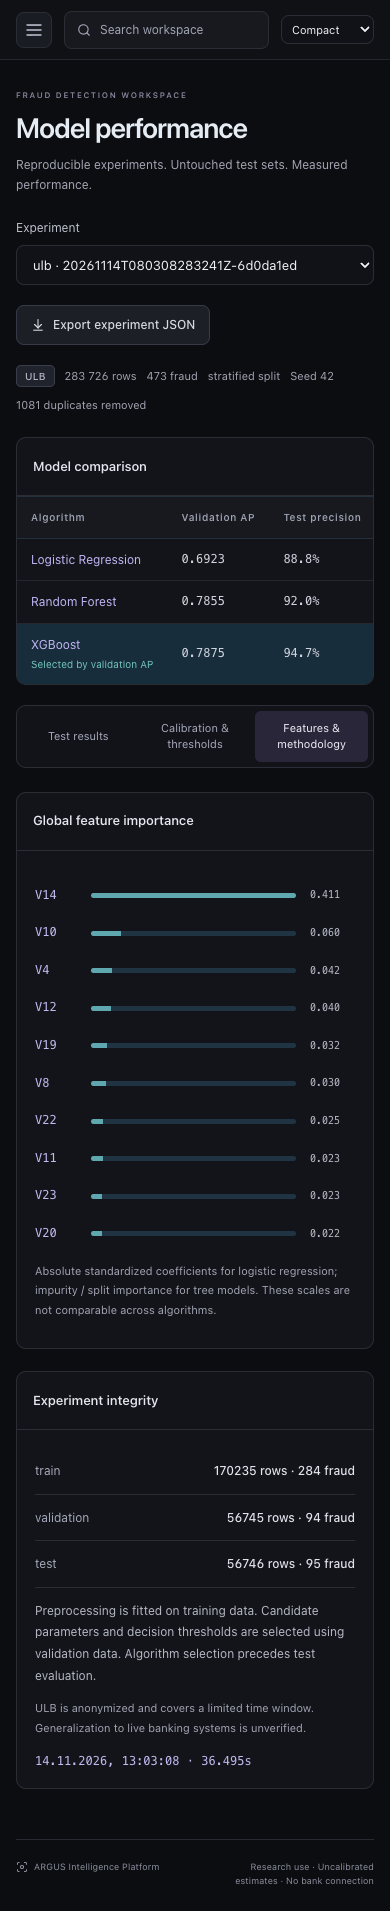 Search workspace
Compact
FRAUD DETECTION WORKSPACE
Model performance
Reproducible experiments. Untouched test sets. Measured
performance.
Experiment
ulb · 20261114T080308283241Z-6d0da1ed
Export experiment JSON
ULB 283 726 rows 473 fraud stratified split Seed 42
1081 duplicates removed
Model comparison
Algorithm Validation AP Test precision
Logistic Regression 0.6923 88.8%
Random Forest 0.7855 92.0%
XGBoost 0.7875 94.7%
Selected by validation AP
Test results
Calibration &
thresholds
Features &
methodology
Global feature importance
V14 0.411
V10 0.060
V4 0.042
V12 0.040
V19 0.032
V8 0.030
V22 0.025
V11 0.023
V23 0.023
V20 0.022
Absolute standardized coefficients for logistic regression;
impurity / split importance for tree models. These scales are
not comparable across algorithms.
Experiment integrity
train 170235 rows · 284 fraud
validation 56745 rows · 94 fraud
test 56746 rows · 95 fraud
Preprocessing is fitted on training data. Candidate
parameters and decision thresholds are selected using
validation data. Algorithm selection precedes test
evaluation.
ULB is anonymized and covers a limited time window.
Generalization to live banking systems is unverified.
14.11.2026, 13:03:08 · 36.495s
ARGUS Intelligence Platform
Research use · Uncalibrated
estimates · No bank connection